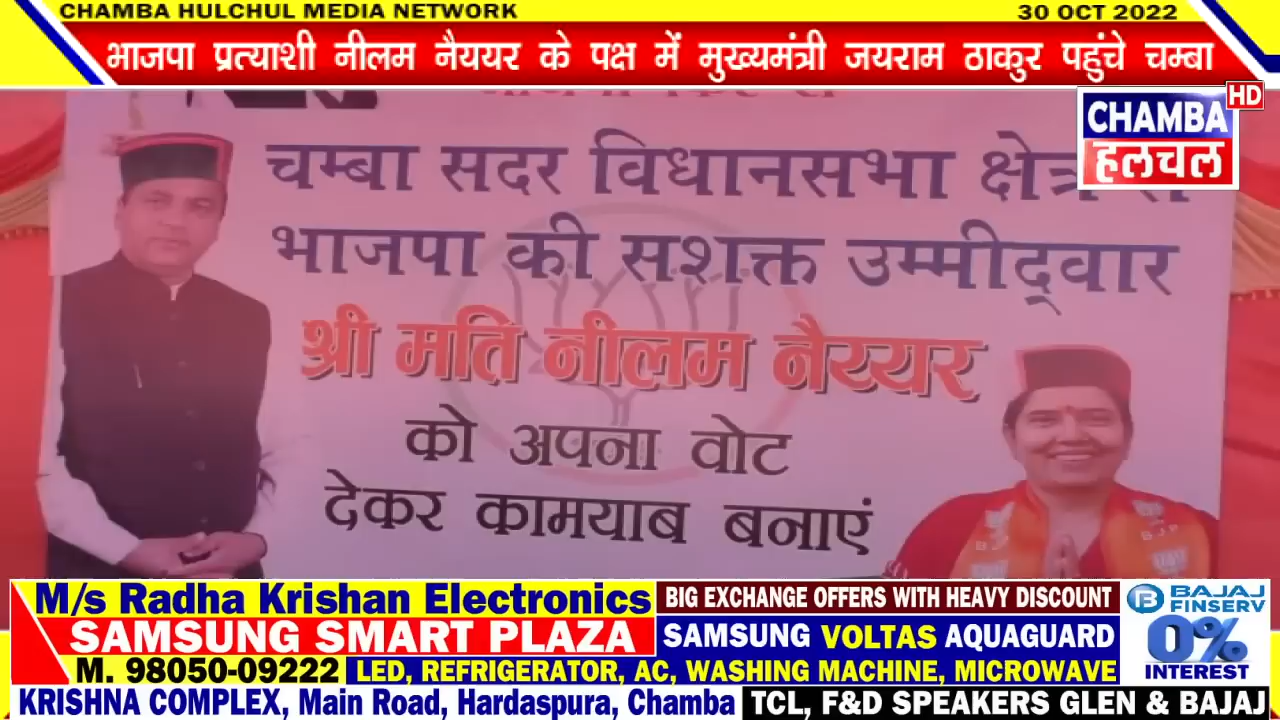 CHAMBA HULCHUL MEDIA NETWORK
30 OCT 2022
भाजपा प्रत्याशी नीलम नैययर के पक्ष में मुख्यमंत्री जयराम ठाकुर पहुंचे चम्बा
HD
CHAMBA
हलचल
चम्बा सदर विधानसभा क्षेत्र
भाजपा की सशक्त उम्मीद्वार
श्री मति नीलम नैय्यर
को अपना वोट
देकर कामयाब बनाएं
M/s Radha Krishan Electronics
SAMSUNG SMART PLAZA
M. 98050-09222
LED, REFRIGERATOR, AC, WASHING MACHINE, MICROWAVE
BIG EXCHANGE OFFERS WITH HEAVY DISCOUNT
SAMSUNG VOLTAS AQUAGUARD
BAJAJ
FINSERV
0%
INTEREST
KRISHNA COMPLEX, Main Road, Hardaspura, Chamba
TCL, F&D SPEAKERS GLEN & BAJAJ